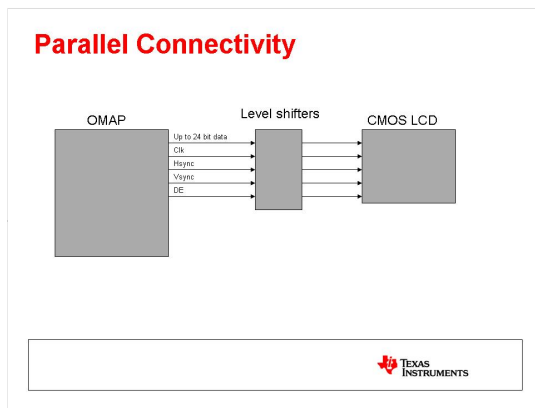 Parallel Connectivity
OMAP
Level shifters
CMOS LCD
Up to 24 bit data
Clk
Hsync
Vsync
DE
TEXAS
INSTRUMENTS